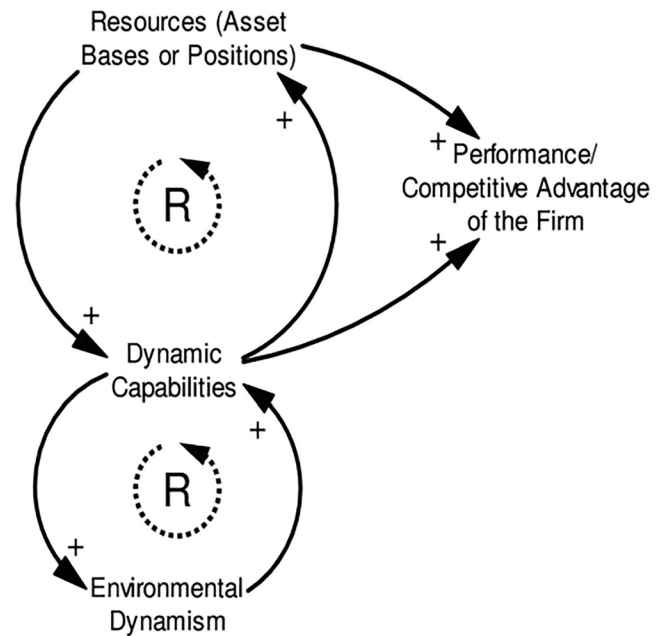 Resources (Asset
Bases or Positions)
+
+
Performance/
Competitive Advantage
of the Firm
R
+
+
Dynamic
Capabilities
+
R
+
Environmental
Dynamism